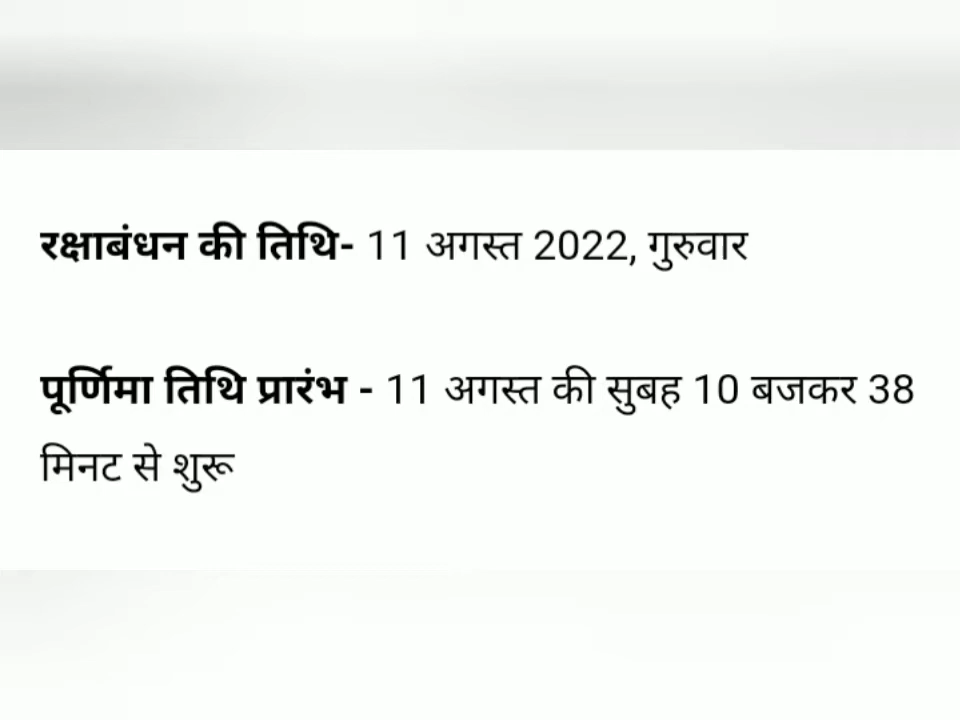 रक्षाबंधन की तिथि- 11 अगस्त 2022, गुरुवार
पूर्णिमा तिथि प्रारंभ - 11 अगस्त की सुबह 10 बजकर 38
मिनट से शुरू